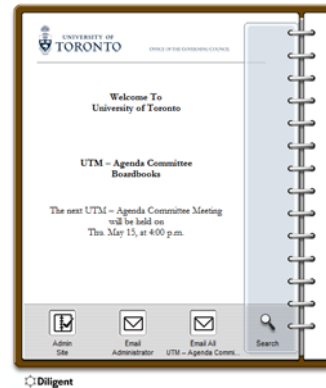 UNIVERSITY OF
TORONTO
OFFICE OF THE GOVERNING COUNCIL
Welcome To
University of Toronto
UTM – Agenda Committee
Boardbooks
The next UTM – Agenda Committee Meeting
will be held on
Thu. May 15, at 4:00 p.m.
Admin
Site
Email
Administrator
Email All
UTM – Agenda Commi...
Search
Diligent